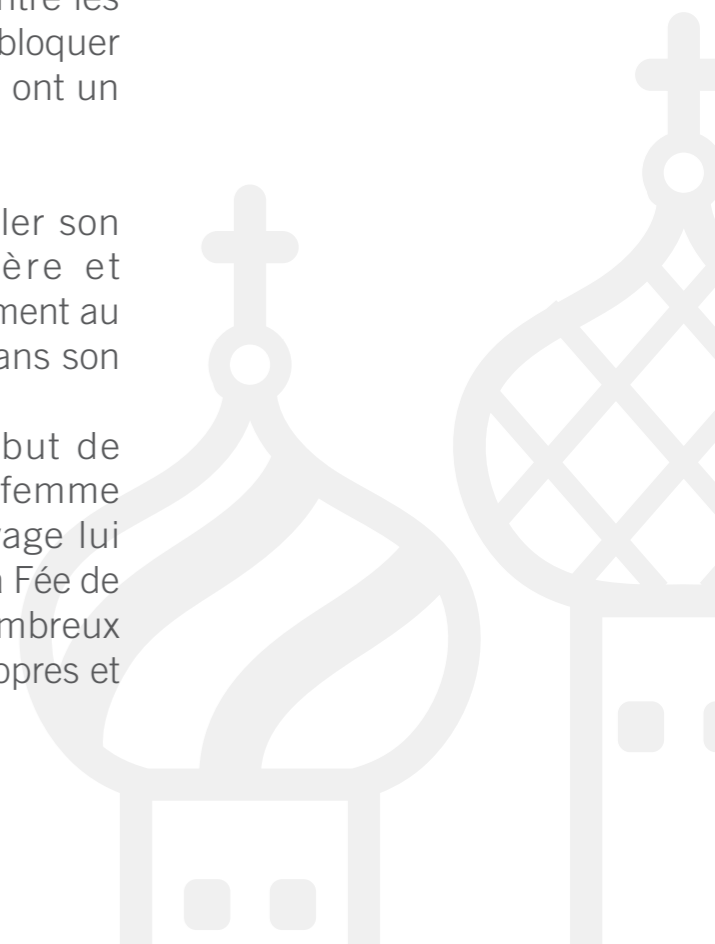 ntre les
bloquer
ont un
ler son
ère et
ment au
ans son
but de
femme
age lui
Fée de
mbreux
opres et